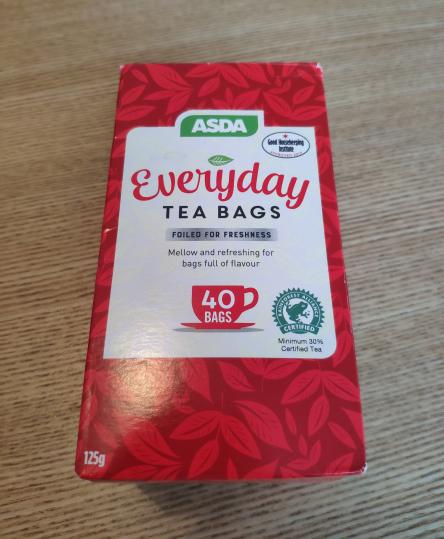 ASDA
Good Housekeeping
Institute
Everyday
TEA BAGS
FOILED FOR FRESHNESS
Mellow and refreshing for
bags full of flavour
40
BAGS
RAINFOREST ALLIANCE
CERTIFIED
Minimum 30%
Certified Tea
125g